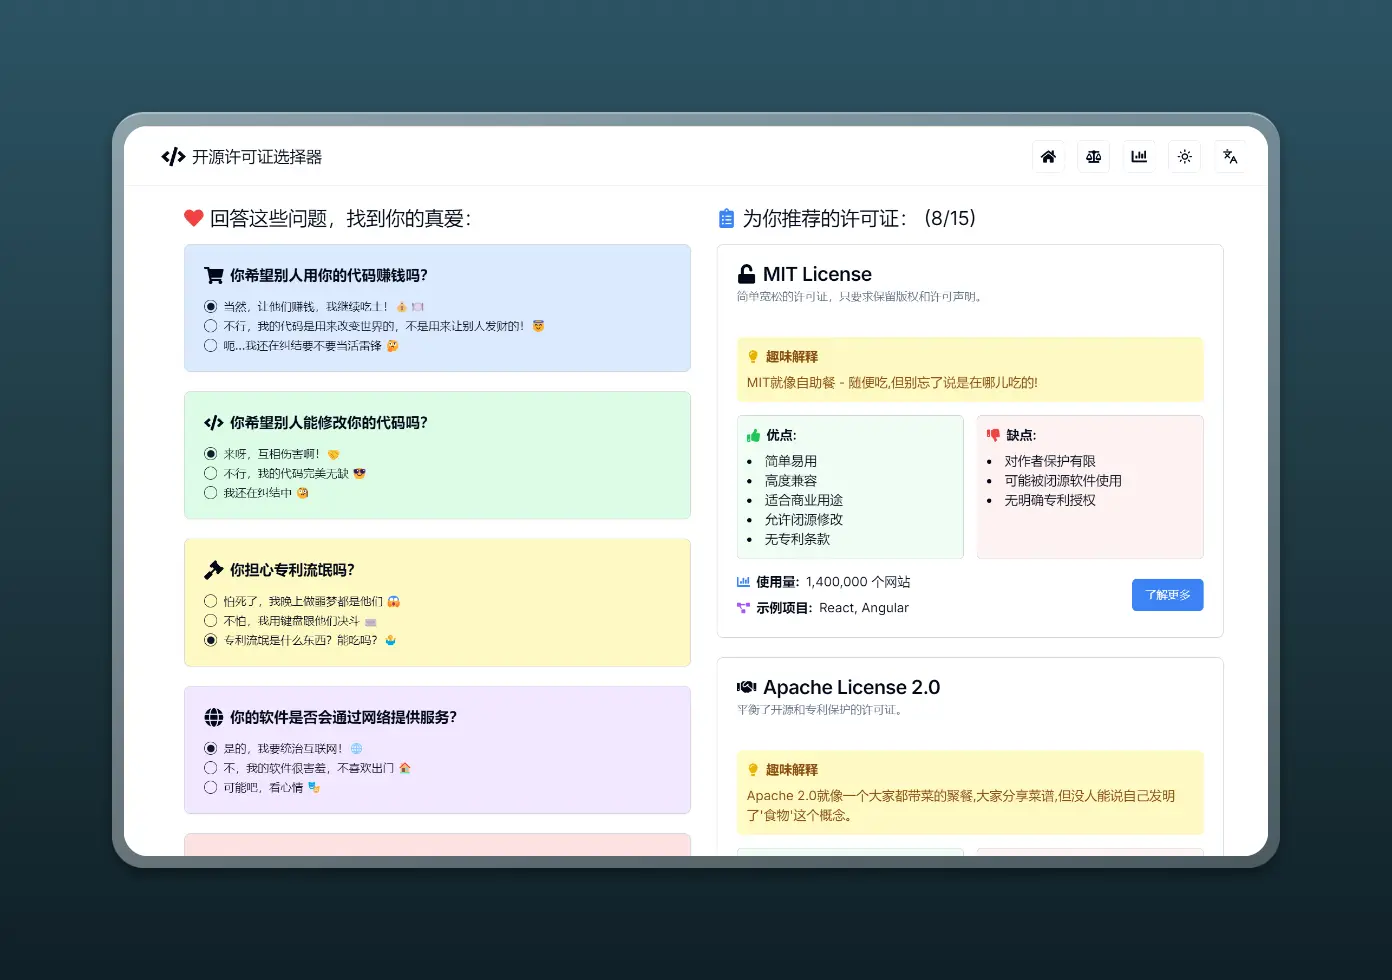 开源许可证选择器
回答这些问题，找到你的真爱：
你希望别人用你的代码赚钱吗？
当然，让他们赚钱，我继续吃土！
不行，我的代码是用来改变世界的，不是用来让别人发财的！
呃...我还在纠结要不要当活雷锋
你希望别人能修改你的代码吗？
来呀，互相伤害啊！
不行，我的代码完美无缺
我还在纠结中
你担心专利流氓吗？
怕死了，我晚上做噩梦都是他们
不怕，我用键盘跟他们决斗
专利流氓是什么东西？能吃吗？
你的软件是否会通过网络提供服务？
是的，我要统治互联网！
不，我的软件很害羞，不喜欢出门
可能吧，看心情
为你推荐的许可证： (8/15)
MIT License
简单宽松的许可证，只要求保留版权和许可声明。
趣味解释
MIT就像自助餐 - 随便吃,但别忘了说是在哪儿吃的!
优点:
简单易用
高度兼容
适合商业用途
允许闭源修改
无专利条款
缺点:
对作者保护有限
可能被闭源软件使用
无明确专利授权
使用量: 1,400,000 个网站
示例项目: React, Angular
了解更多
Apache License 2.0
平衡了开源和专利保护的许可证。
趣味解释
Apache 2.0就像一个大家都带菜的聚餐,大家分享菜谱,但没人能说自己发明
了'食物'这个概念。